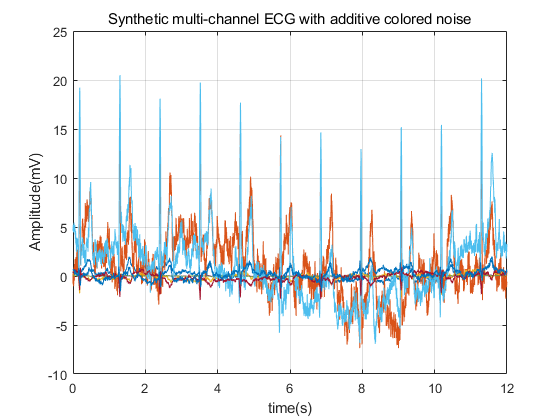 Synthetic multi-channel ECG with additive colored noise
25
20
15
10
5
0
-5
-10
Amplitude(mV)
0 2 4 6 8 10 12
time(s)